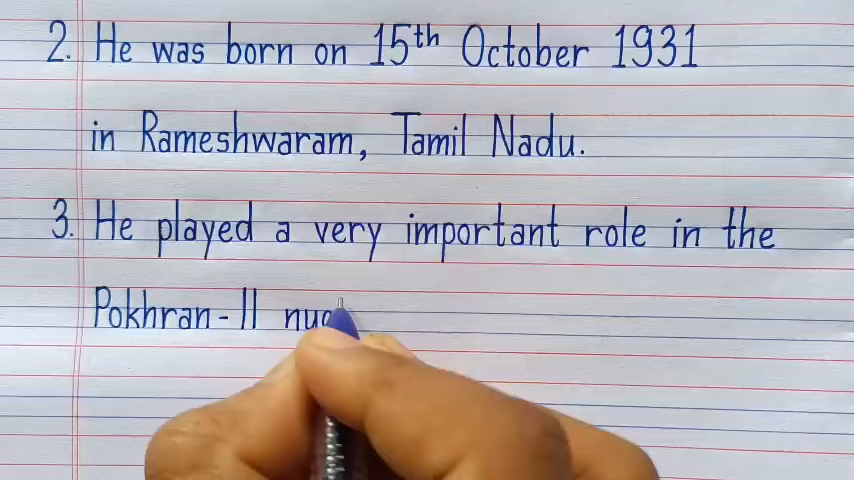 2. He was born on 15th October 1931
in Rameshwaram, Tamil Nadu.
3. He played a very important role in the
Pokhran-II